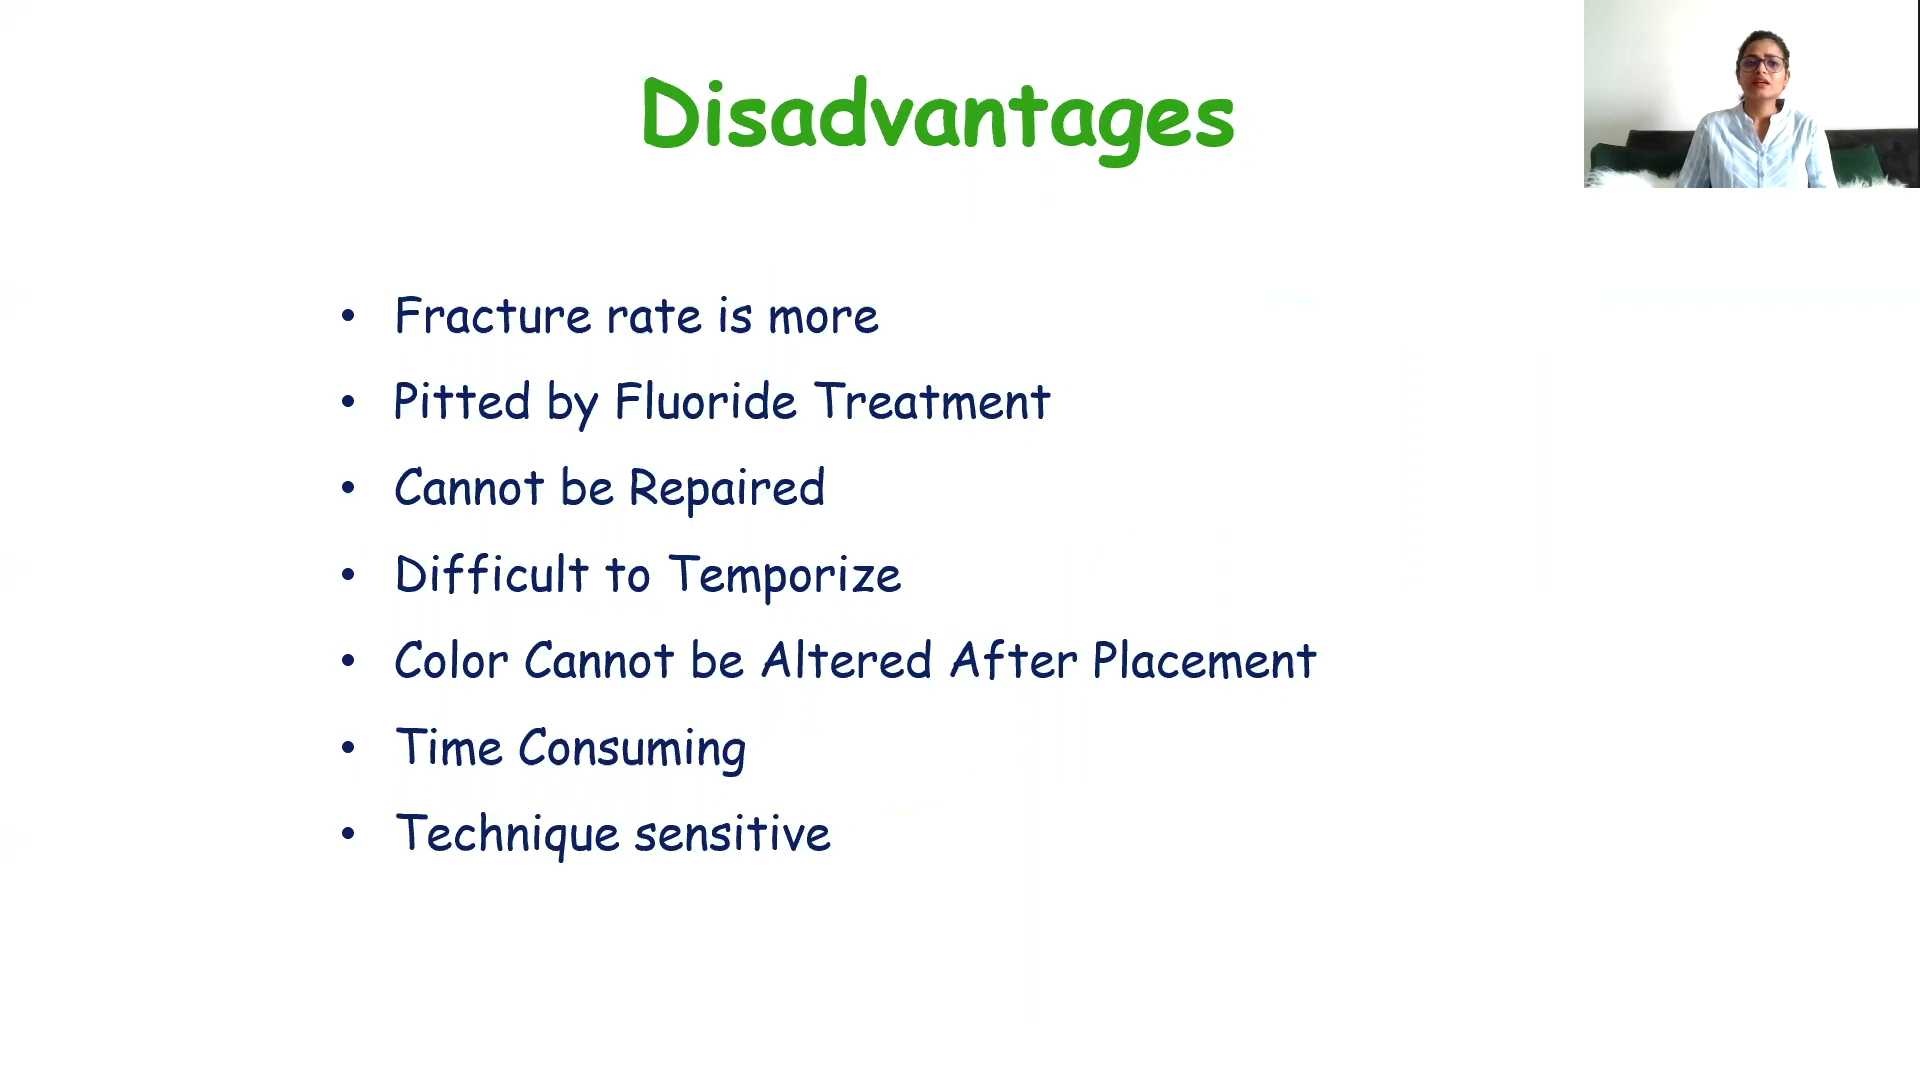 Disadvantages
• Fracture rate is more
• Pitted by Fluoride Treatment
• Cannot be Repaired
• Difficult to Temporize
• Color Cannot be Altered After Placement
• Time Consuming
• Technique sensitive